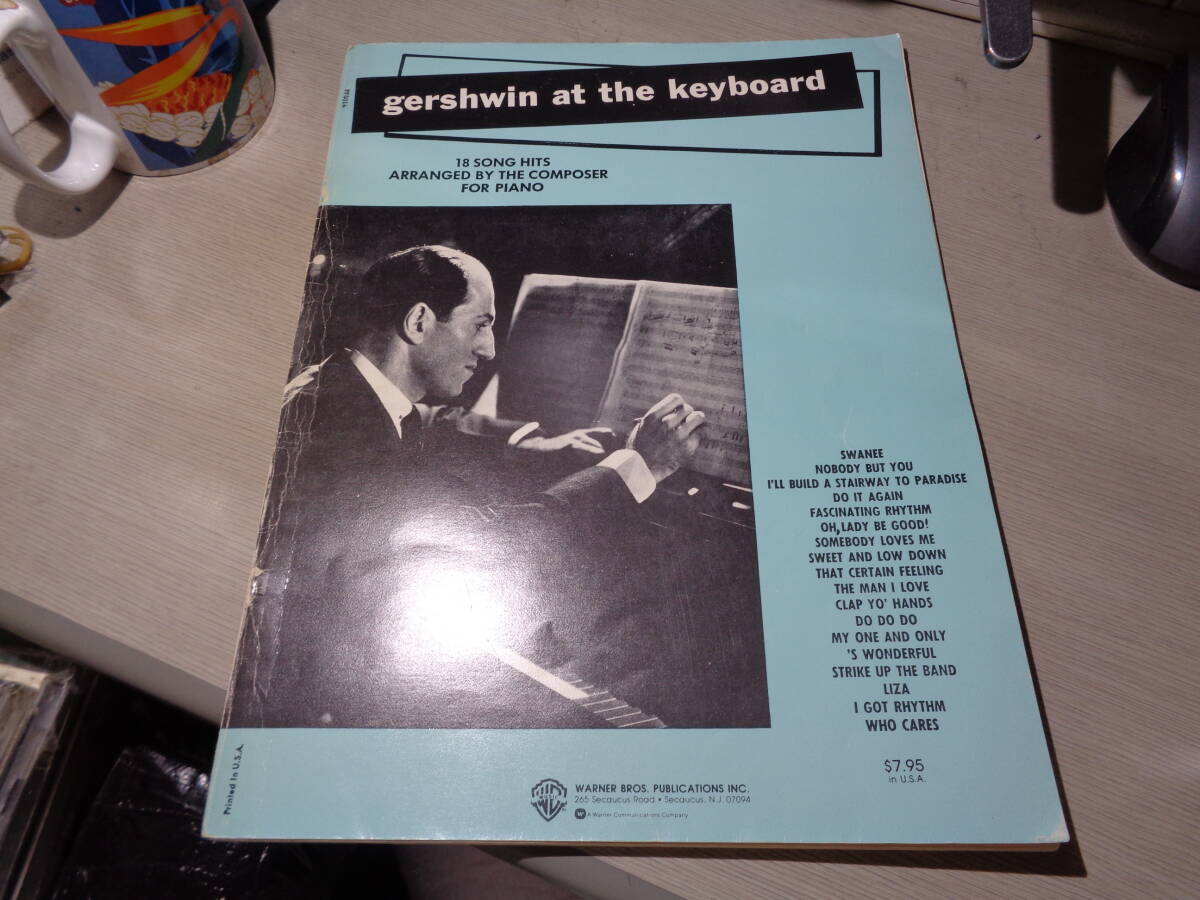 gershwin at the keyboard
18 SONG HITS
ARRANGED BY THE COMPOSER
FOR PIANO
SWANEE
NOBODY BUT YOU
I'LL BUILD A STAIRWAY TO PARADISE
DO IT AGAIN
FASCINATING RHYTHM
OH, LADY BE GOOD!
SOMEBODY LOVES ME
SWEET AND LOW DOWN
THAT CERTAIN FEELING
THE MAN I LOVE
CLAP YO' HANDS
DO DO DO
MY ONE AND ONLY
'S WONDERFUL
STRIKE UP THE BAND
LIZA
I GOT RHYTHM
WHO CARES
$7.95
in U.S.A.
Printed in U.S.A.
WARNER BROS. PUBLICATIONS INC.
265 Secaucus Road • Secaucus, N.J. 07094
A Warner Communications Company